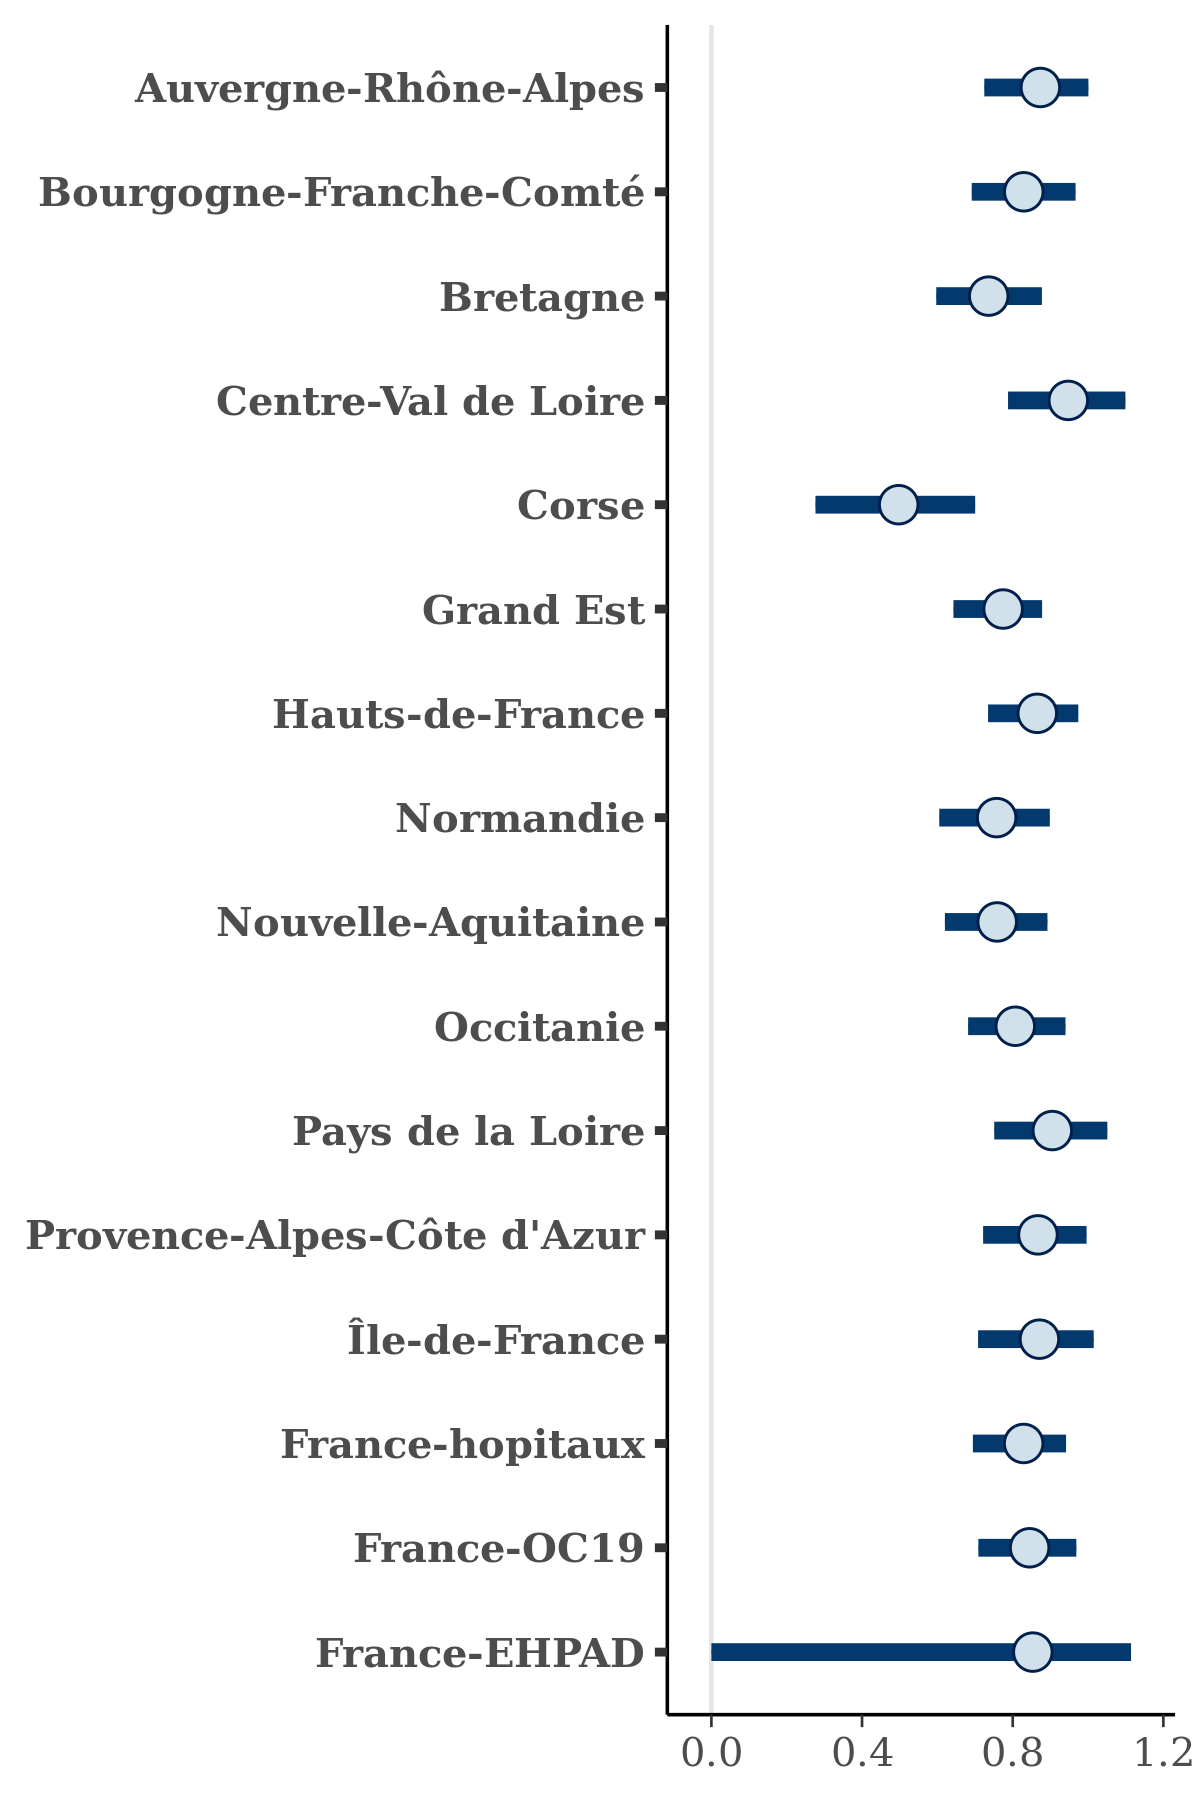 Auvergne-Rhône-Alpes
Bourgogne-Franche-Comté
Bretagne
Centre-Val de Loire
Corse
Grand Est
Hauts-de-France
Normandie
Nouvelle-Aquitaine
Occitanie
Pays de la Loire
Provence-Alpes-Côte d'Azur
Île-de-France
France-hopitaux
France-OC19
France-EHPAD
0.0 0.4 0.8 1.2